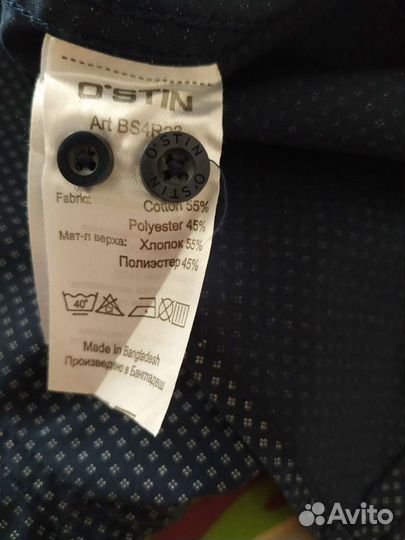 O'STIN
Art BS4R
O'STIN
O'STIN
Fabric:
Cotton 55%
Polyester 45%
Мат-л верха: Хлопок 55%
Полиэстер 45%
40°
Made in Bangladesh
Произведено в Бангладеш
Avito